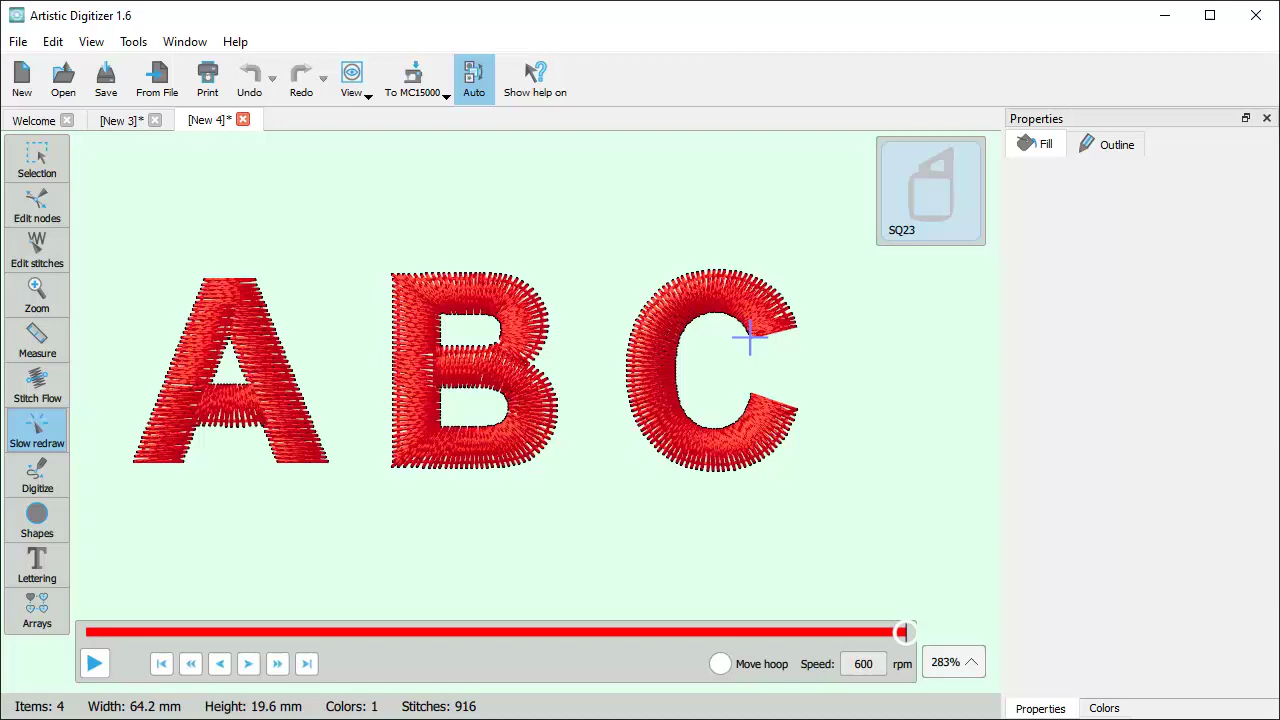 Artistic Digitizer 1.6
File Edit View Tools Window Help
New Open Save From File Print Undo Redo View To MC15000 Auto Show help on
Welcome [New 3]* [New 4]* Properties
Fill Outline
Selection
Edit nodes
Edit stitches
Zoom
Measure
Stitch Flow
Slow redraw
Digitize
Shapes
Lettering
Arrays
SQ23
A B C
Move hoop Speed: 600 rpm 283%
Items: 4 Width: 64.2 mm Height: 19.6 mm Colors: 1 Stitches: 916 Properties Colors